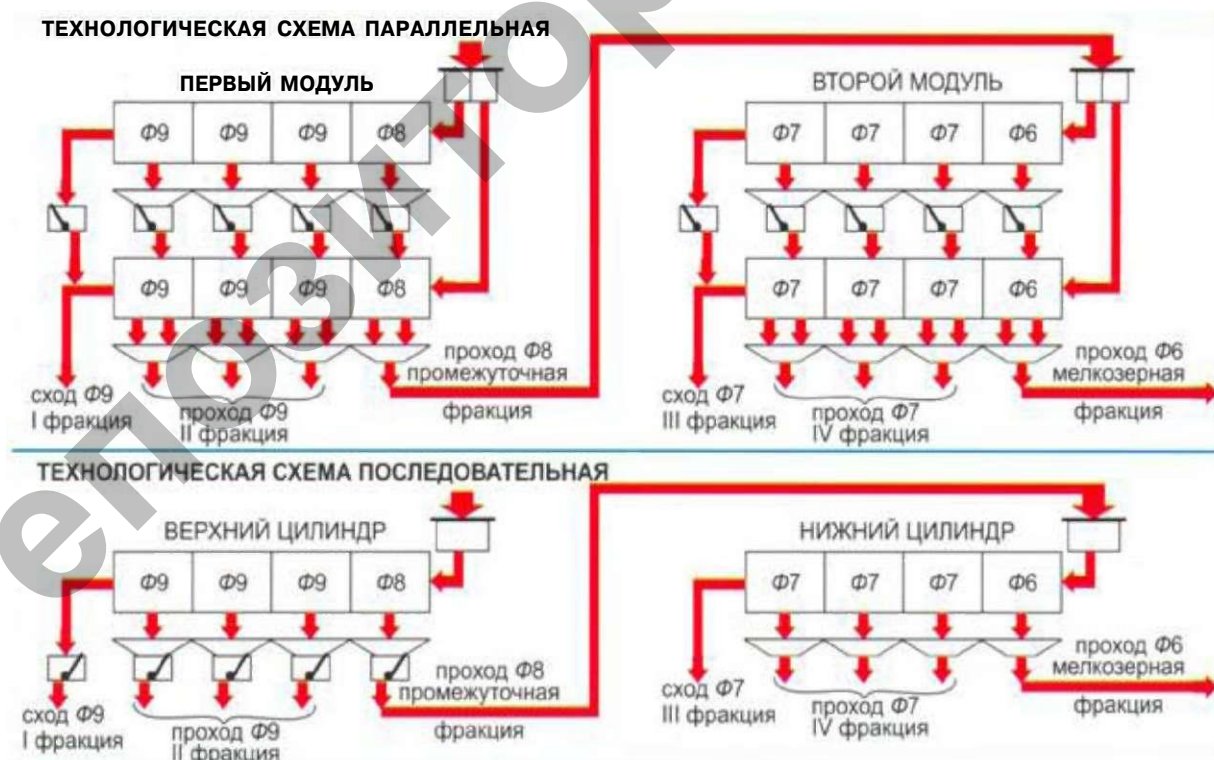 ТЕХНОЛОГИЧЕСКАЯ СХЕМА ПАРАЛЛЕЛЬНАЯ
ПЕРВЫЙ МОДУЛЬ
Ф9 Ф9 Ф9 Ф8
Ф9 Ф9 Ф9 Ф8
сход Ф9
I фракция
проход Ф9
II фракция
проход Ф8
промежуточная
фракция
ВТОРОЙ МОДУЛЬ
Ф7 Ф7 Ф7 Ф6
Ф7 Ф7 Ф7 Ф6
сход Ф7
III фракция
проход Ф7
IV фракция
проход Ф6
мелкозерная
фракция
ТЕХНОЛОГИЧЕСКАЯ СХЕМА ПОСЛЕДОВАТЕЛЬНАЯ
ВЕРХНИЙ ЦИЛИНДР
Ф9 Ф9 Ф9 Ф8
сход Ф9
I фракция
проход Ф9
II фракция
проход Ф8
промежуточная
фракция
НИЖНИЙ ЦИЛИНДР
Ф7 Ф7 Ф7 Ф6
сход Ф7
III фракция
проход Ф7
IV фракция
проход Ф6
мелкозерная
фракция
епозитор